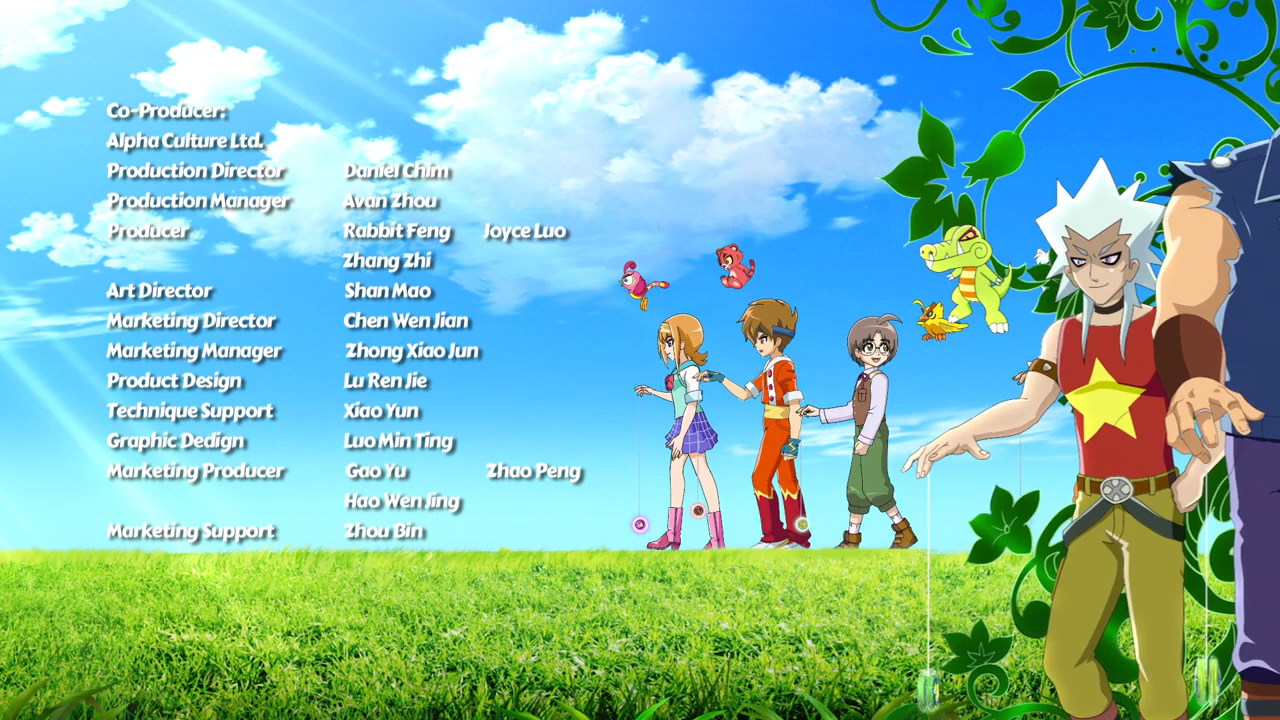 Co-Producer:
Alpha Culture Ltd.
Production Director Daniel Chim
Production Manager Avan Zhou
Producer Rabbit Feng Joyce Luo
Zhang Zhi
Art Director Shan Mao
Marketing Director Chen Wen Jian
Marketing Manager Zhong Xiao Jun
Product Design Lu Ren Jie
Technique Support Xiao Yun
Graphic Dedign Luo Min Ting
Marketing Producer Gao Yu Zhao Peng
Hao Wen Jing
Marketing Support Zhou Bin